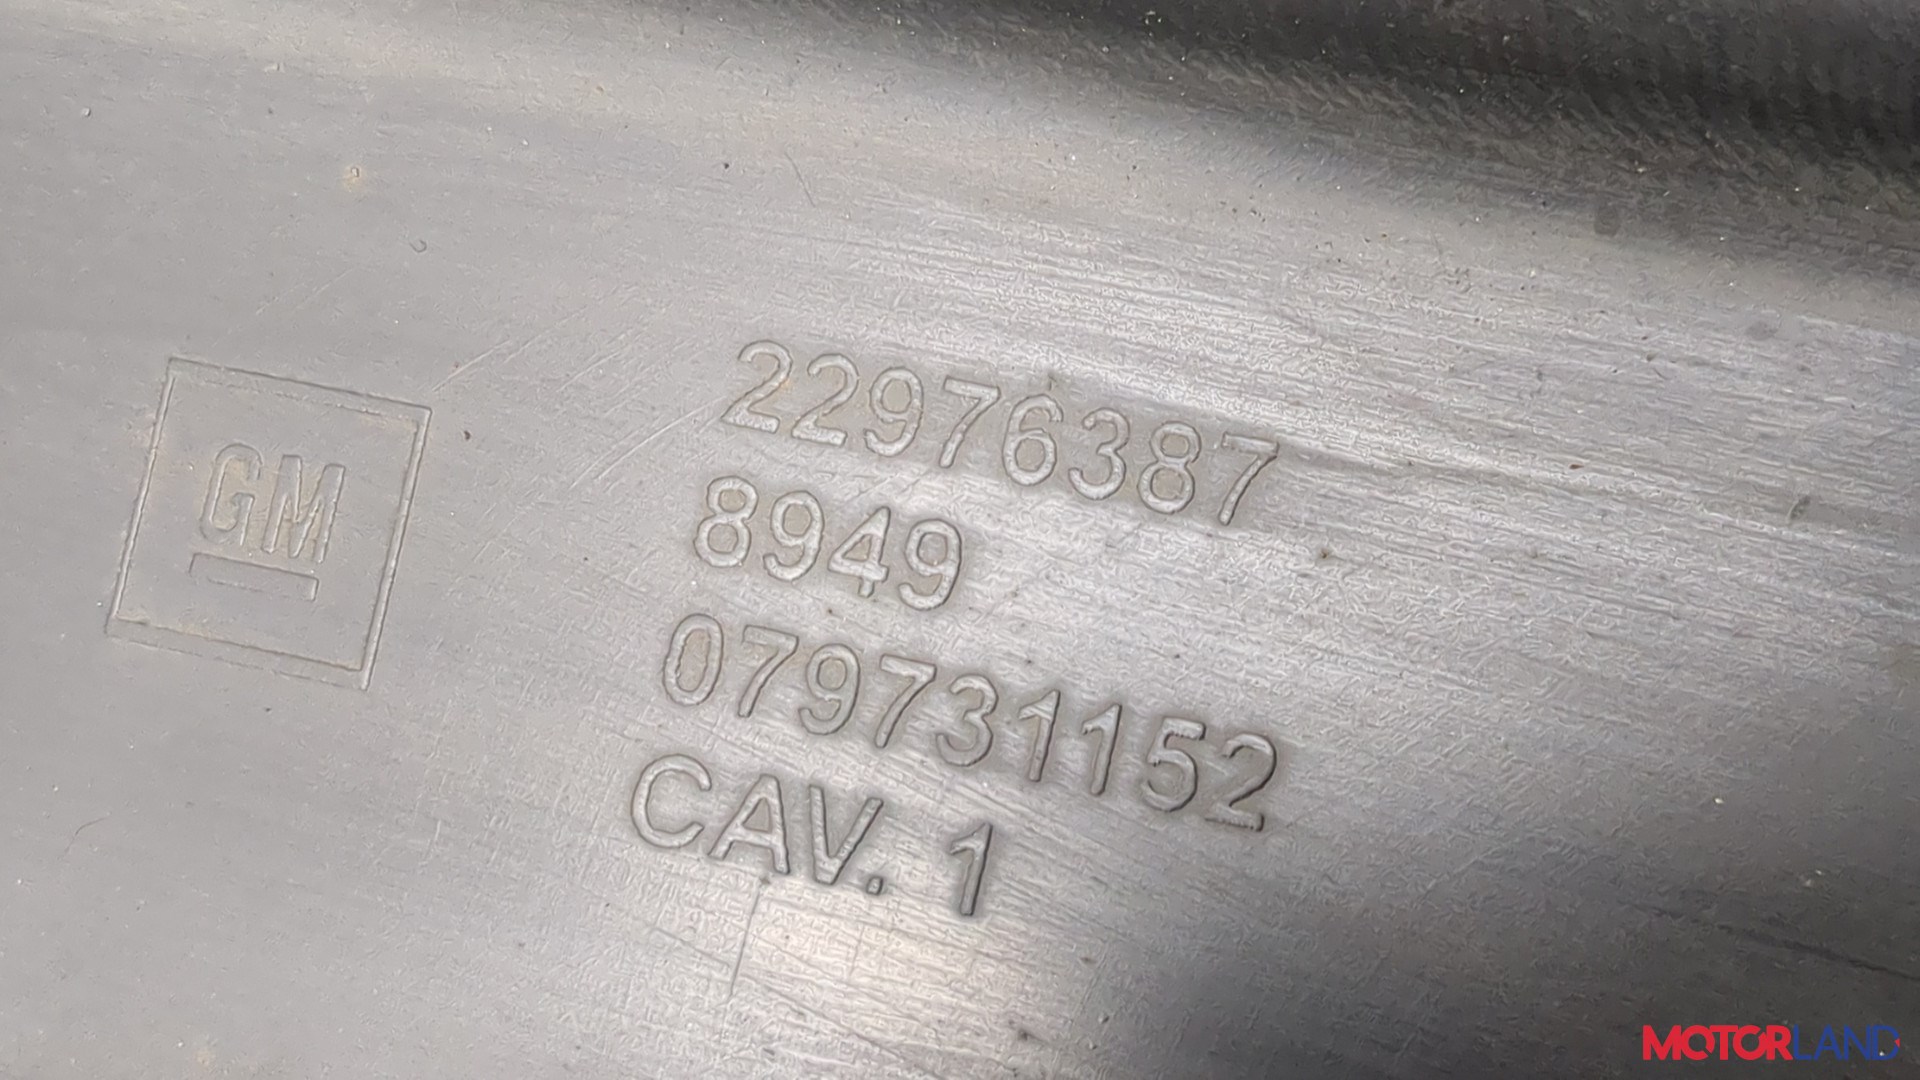 GM
22976387
8949
079731152
CAV. 1
MOTORLAND